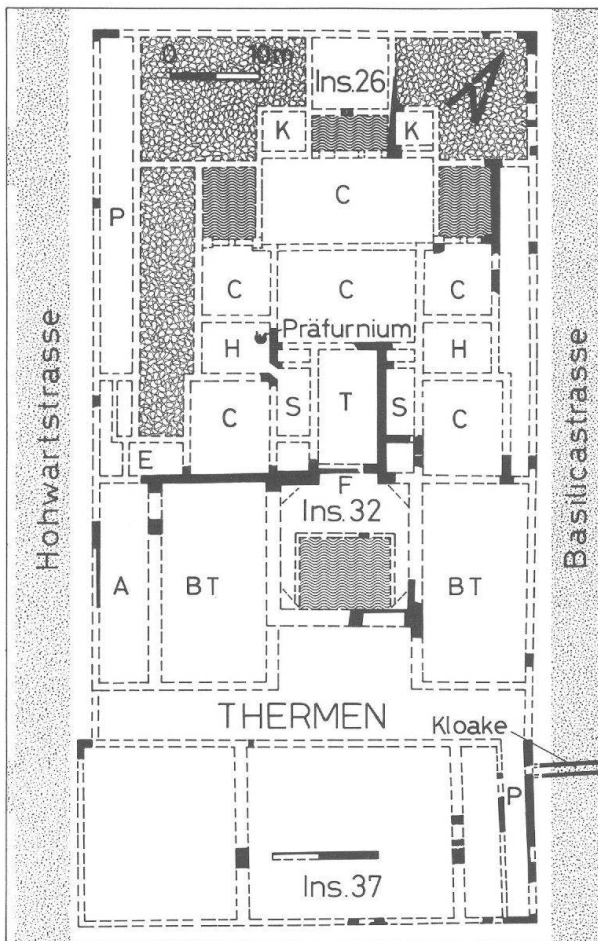 0 10m
Ins.26
K K
C
P
C C C
Präfurnium
H H
T
S S
C C
E
F
Ins.32
A BT BT
THERMEN
Kloake
P
Ins.37
Hohwartstrasse
Basilicastrasse